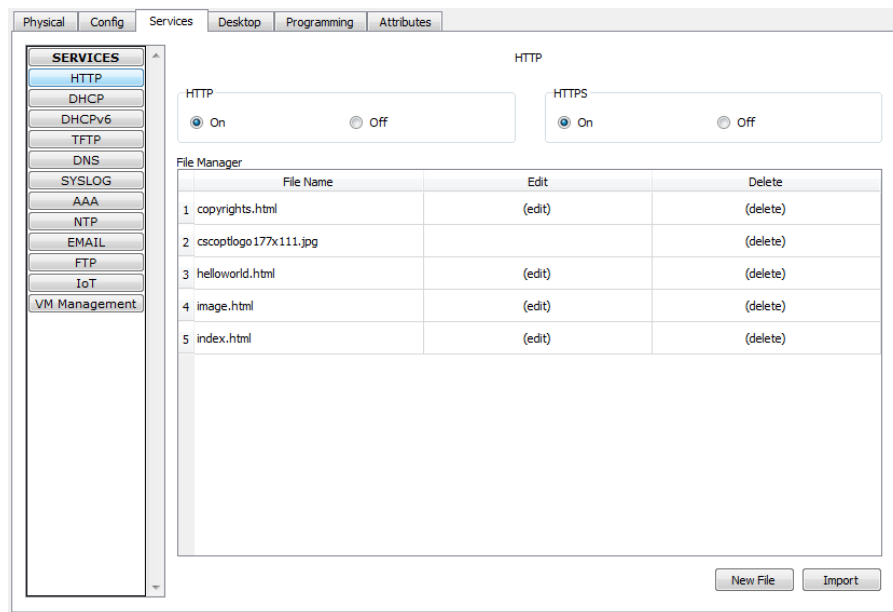 Physical Config Services Desktop Programming Attributes
SERVICES
HTTP
DHCP
DHCPv6
TFTP
DNS
SYSLOG
AAA
NTP
EMAIL
FTP
IoT
VM Management
HTTP
HTTP
On Off
HTTPS
On Off
File Manager
File Name Edit Delete
1 copyrights.html (edit) (delete)
2 cscoptlogo177x111.jpg (delete)
3 helloworld.html (edit) (delete)
4 image.html (edit) (delete)
5 index.html (edit) (delete)
New File Import